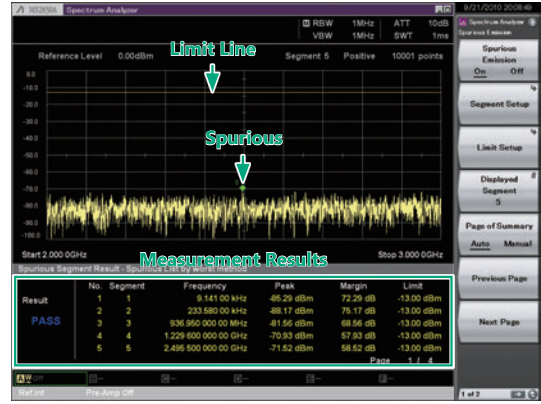 MS2830A Spectrum Analyzer 9/21/2010 20:08:49
RBW 1MHz ATT 10dB
VBW 1MHz SWT 1ms
Spectrum Analyzer
Spurious Emission
Reference Level 0.00dBm Segment 5 Positive 10001 points
Limit Line
Spurious
Measurement Results
0.0
-10.0
-20.0
-30.0
-40.0
-50.0
-60.0
-70.0
-80.0
-90.0
-100.0
Start 2.000 0GHz Stop 3.000 0GHz
Spurious Segment Result - Spurious List by Worst method
No. Segment Frequency Peak Margin Limit
Result
PASS
1 1 9.141 00 kHz -85.29 dBm 72.29 dB -13.00 dBm
2 2 233.580 00 kHz -88.17 dBm 75.17 dB -13.00 dBm
3 3 936.950 000 00 MHz -81.56 dBm 68.56 dB -13.00 dBm
4 4 1.229 600 000 00 GHz -70.93 dBm 57.93 dB -13.00 dBm
5 5 2.495 500 000 00 GHz -71.52 dBm 58.52 dB -13.00 dBm
Page 1 / 4
Ref.Int Pre-Amp Off
Spurious
Emission
On Off
Segment Setup
Limit Setup
Displayed
Segment
5
Page of Summary
Auto Manual
Previous Page
Next Page
1 of 2